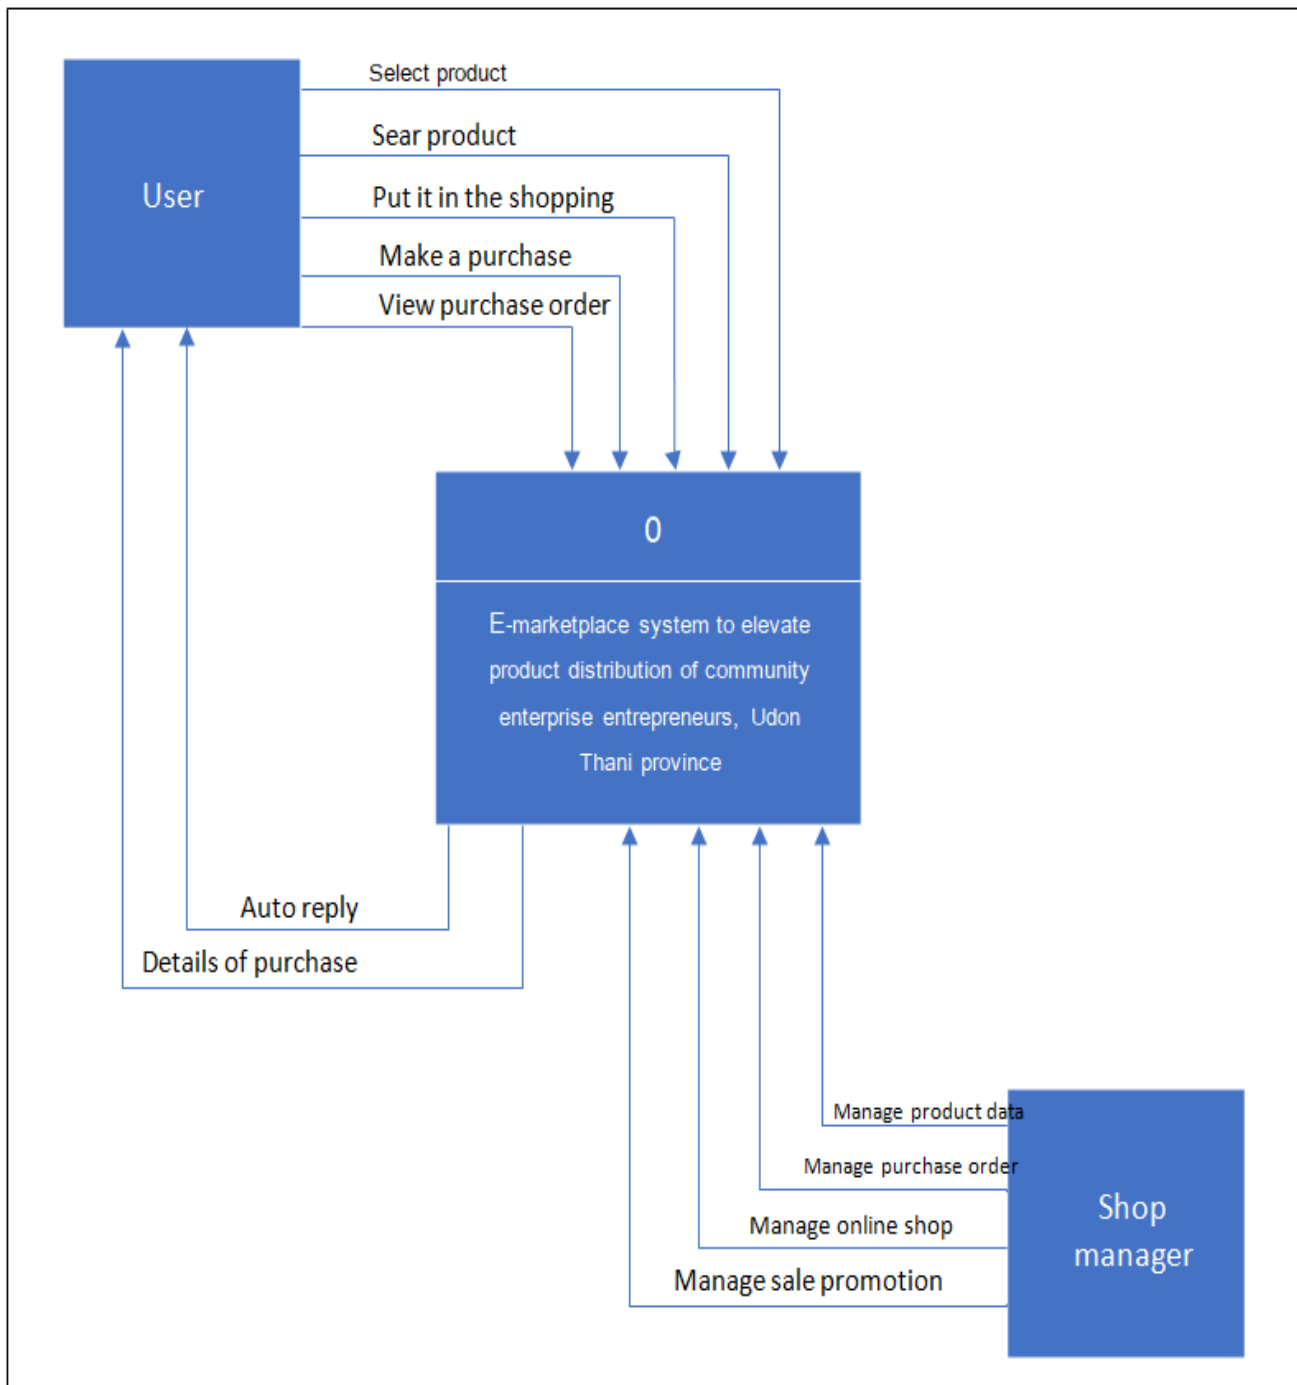 Select product
Sear product
User
Put it in the shopping
Make a purchase
View purchase order
0
E-marketplace system to elevate
product distribution of community
enterprise entrepreneurs, Udon
Thani province
Auto reply
Details of purchase
Manage product data
Manage purchase order
Manage online shop
Manage sale promotion
Shop
manager